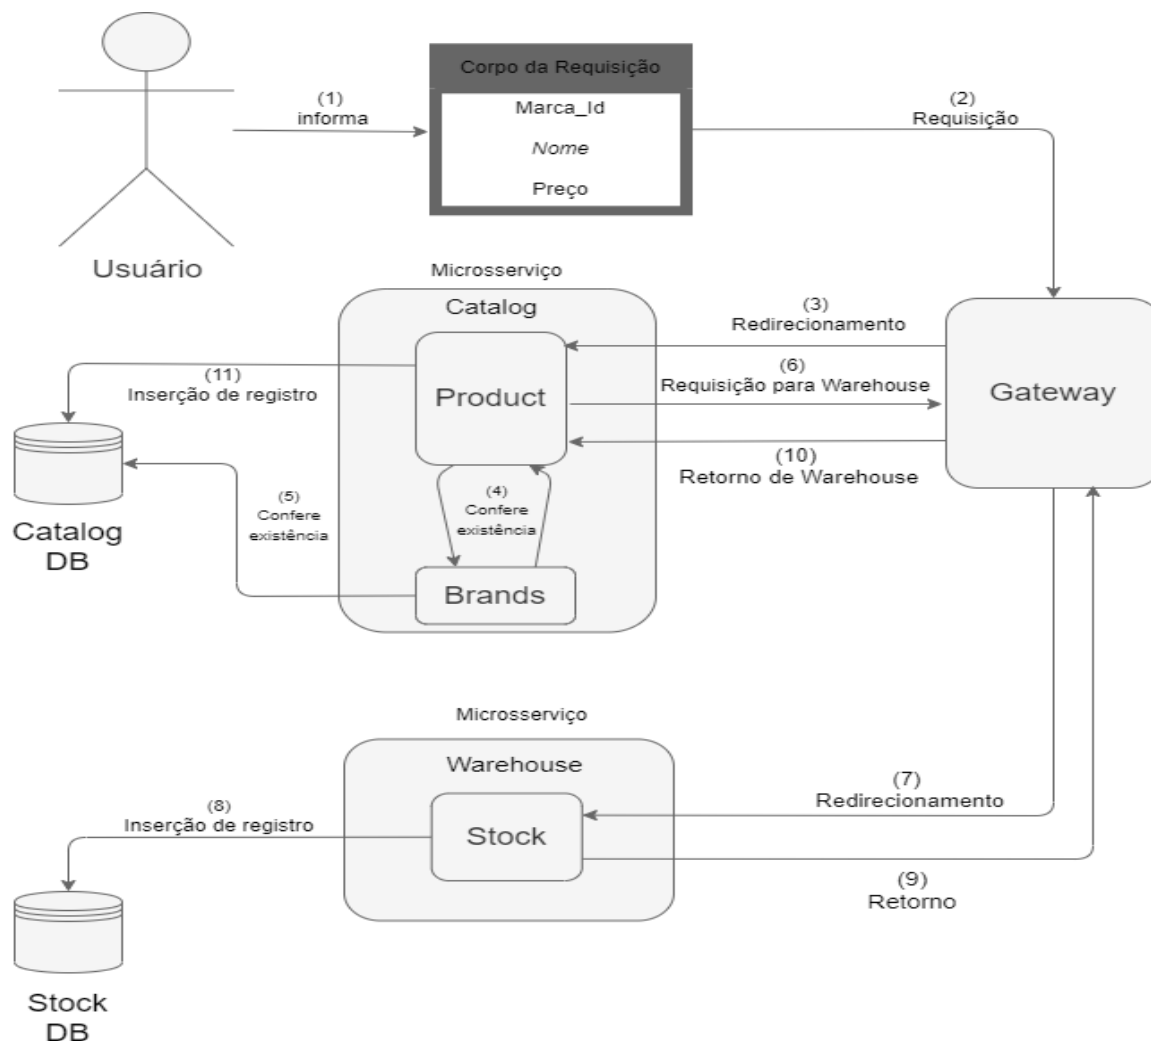 Corpo da Requisição
Marca_Id
Nome
Preço
(1)
informa
(2)
Requisição
Usuário
Microsserviço
Catalog
Product
(3)
Redirecionamento
(6)
Requisição para Warehouse
Gateway
(10)
Retorno de Warehouse
(11)
Inserção de registro
(4)
Confere
existência
(5)
Confere
existência
Catalog
DB
Brands
Microsserviço
Warehouse
Stock
(7)
Redirecionamento
(8)
Inserção de registro
(9)
Retorno
Stock
DB